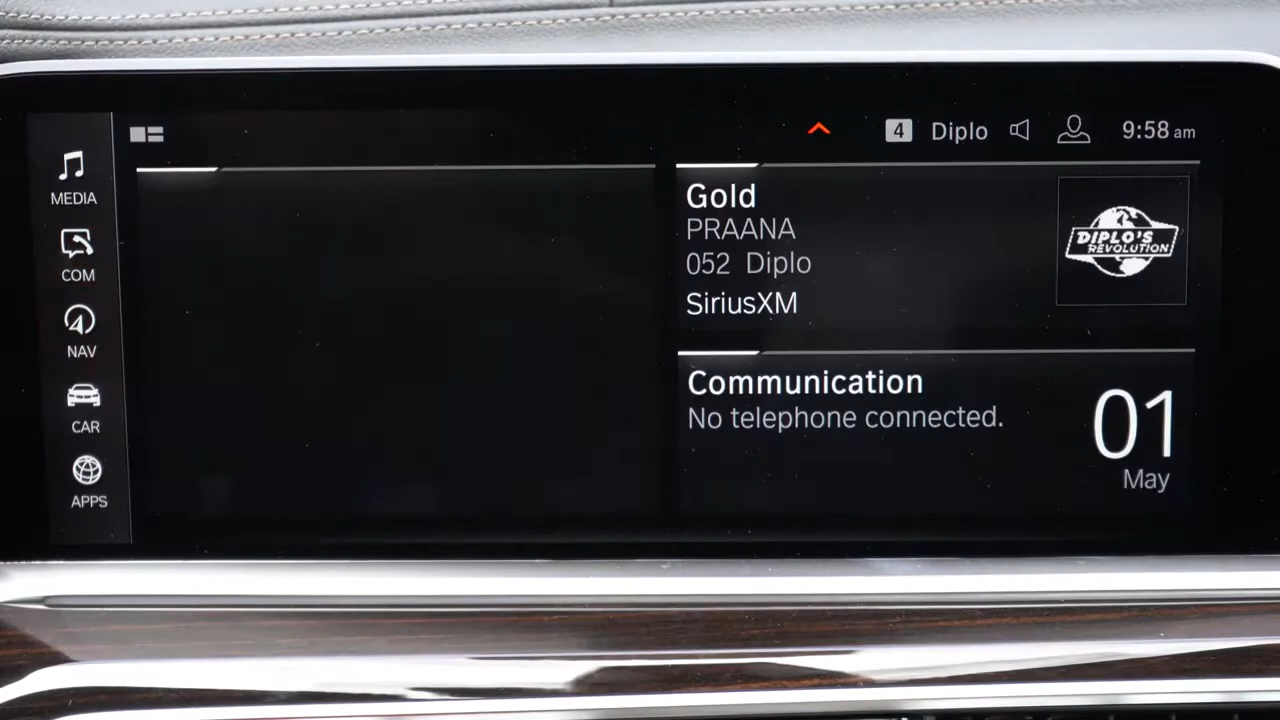 4 Diplo 9:58 am
MEDIA
COM
NAV
CAR
APPS
Gold
PRAANA
052 Diplo
SiriusXM
DIPLO'S
REVOLUTION
Communication
No telephone connected.
01
May